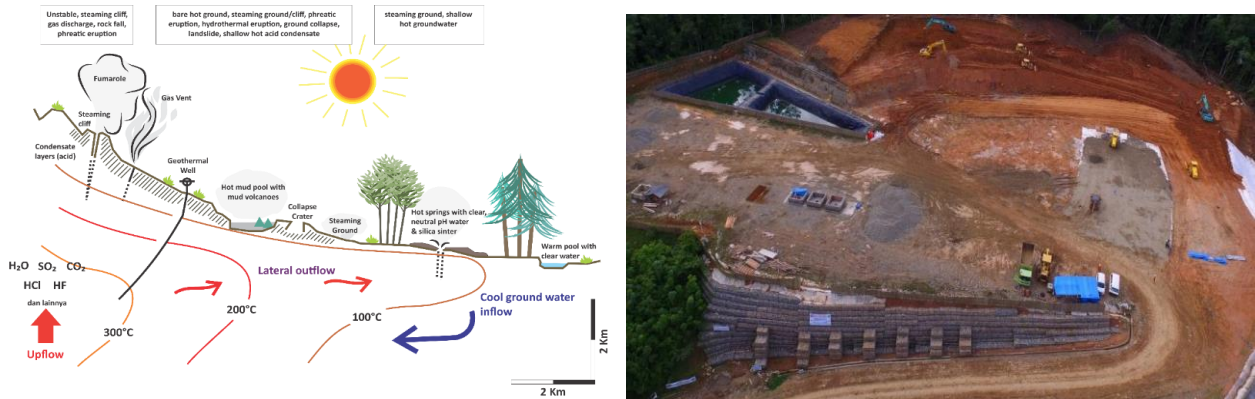 Unstable, steaming cliff,
gas discharge, rock fall,
phreatic eruption
bare hot ground, steaming ground/cliff, phreatic
eruption, hydrothermal eruption, ground collapse,
landslide, shallow hot acid condensate
steaming ground, shallow
hot groundwater
Fumarole
Gas Vent
Steaming
cliff
Condensate
layers (acid)
Geothermal
Well
Hot mud pool with
mud volcanoes
Collapse
Crater
Steaming
Ground
Hot springs with clear,
neutral pH water
& silica sinter
Warm pool with
clear water
H₂O SO₂ CO₂
HCl HF
dan lainnya
Upflow
Lateral outflow
Cool ground water
inflow
300°C
200°C
100°C
2 Km
2 Km